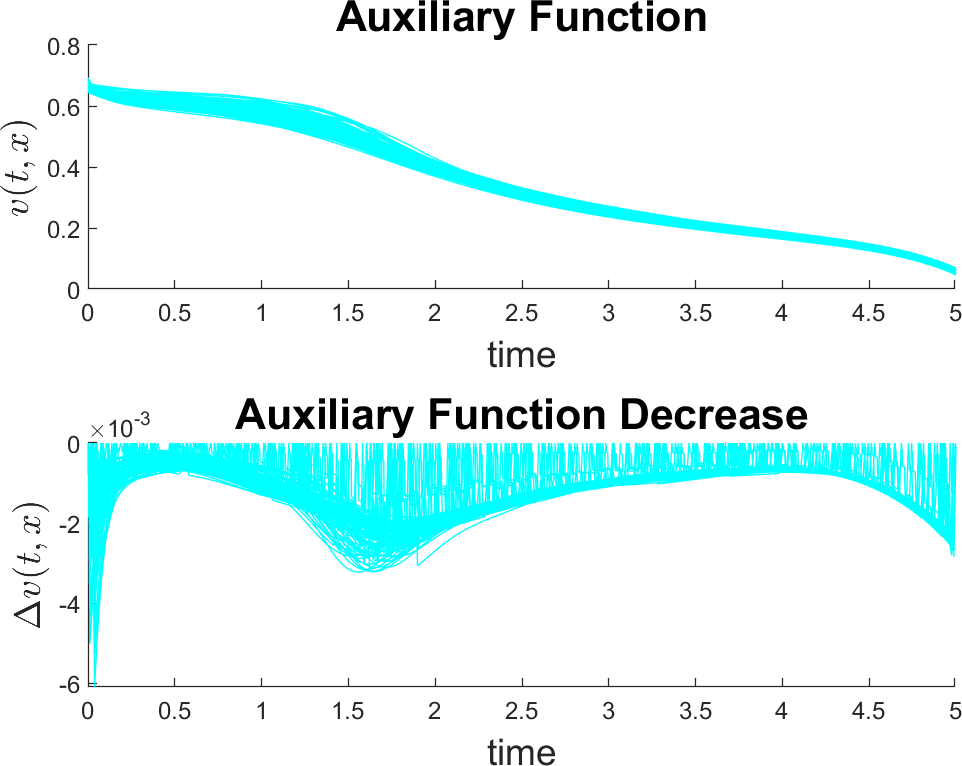 Auxiliary Function
0.8
0.6
0.4
0.2
0
v(t, x)
0 0.5 1 1.5 2 2.5 3 3.5 4 4.5 5
time
Auxiliary Function Decrease
×10-3
0
-2
-4
-6
Δv(t, x)
0 0.5 1 1.5 2 2.5 3 3.5 4 4.5 5
time